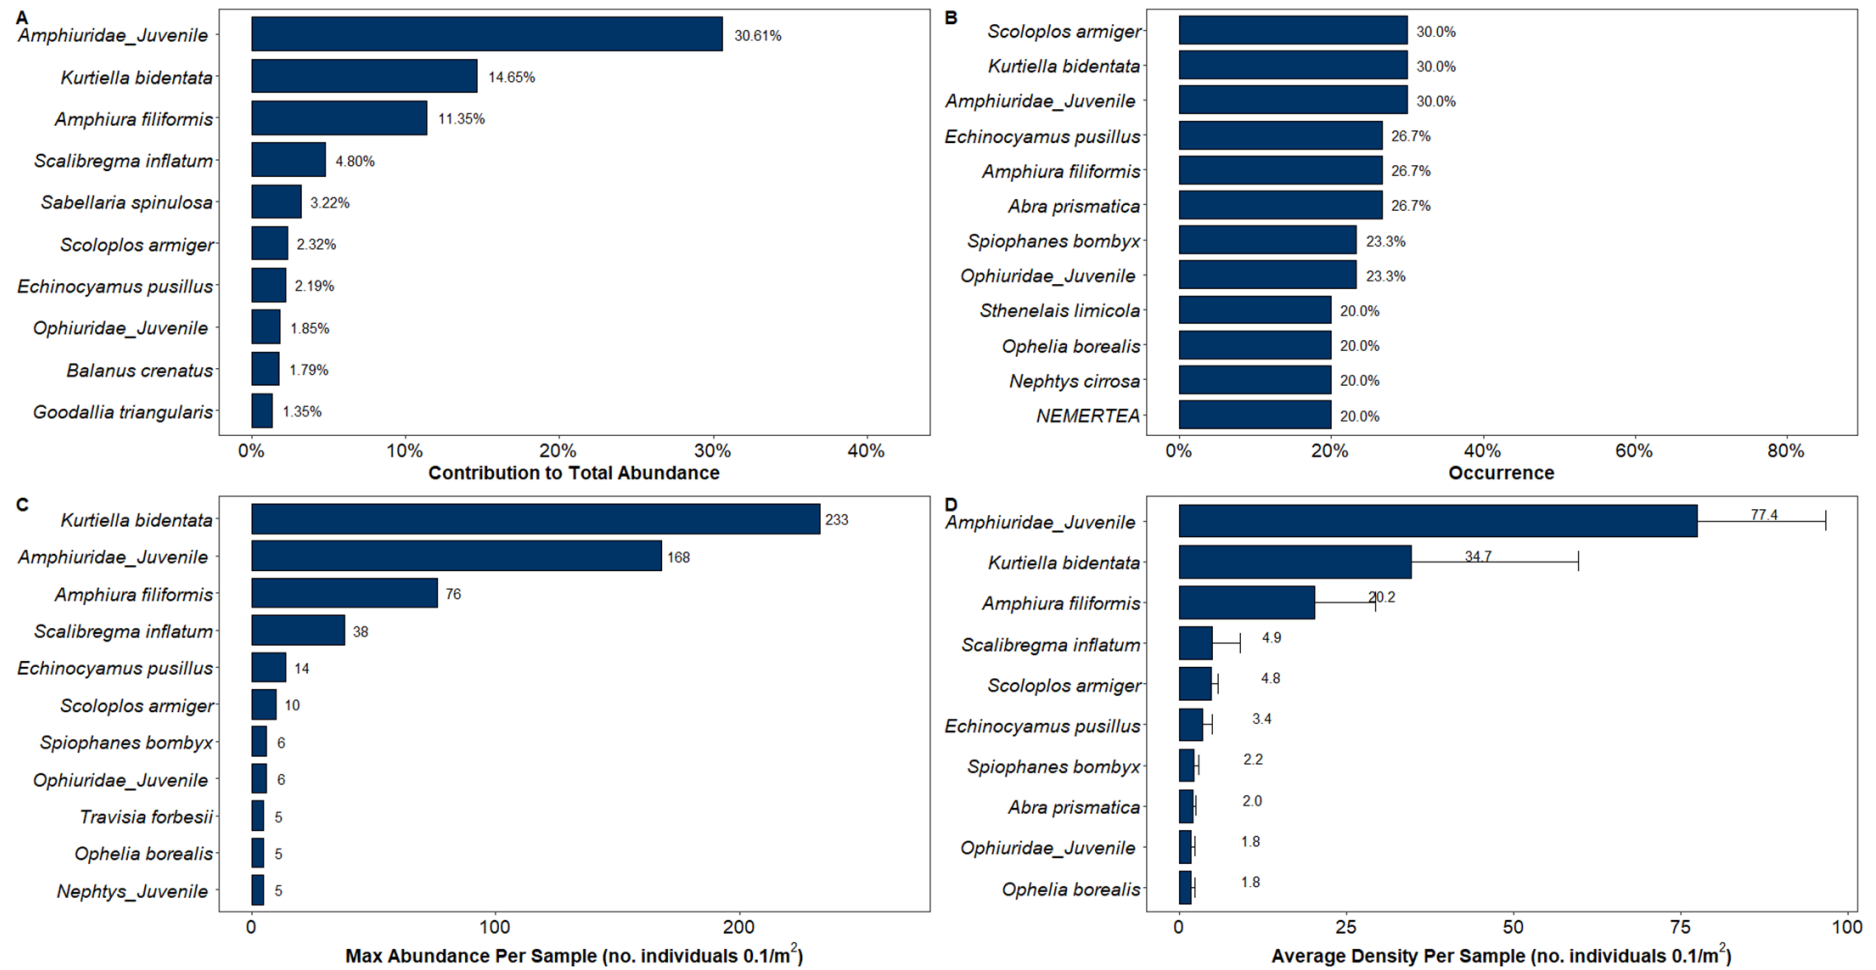 A
Amphiuridae_Juvenile 30.61%
Kurtiella bidentata 14.65%
Amphiura filiformis 11.35%
Scalibregma inflatum 4.80%
Sabellaria spinulosa 3.22%
Scoloplos armiger 2.32%
Echinocyamus pusillus 2.19%
Ophiuridae_Juvenile 1.85%
Balanus crenatus 1.79%
Goodallia triangularis 1.35%
0% 10% 20% 30% 40%
Contribution to Total Abundance
B
Scoloplos armiger 30.0%
Kurtiella bidentata 30.0%
Amphiuridae_Juvenile 30.0%
Echinocyamus pusillus 26.7%
Amphiura filiformis 26.7%
Abra prismatica 26.7%
Spiophanes bombyx 23.3%
Ophiuridae_Juvenile 23.3%
Sthenelais limicola 20.0%
Ophelia borealis 20.0%
Nephtys cirrosa 20.0%
NEMERTEA 20.0%
0% 20% 40% 60% 80%
Occurrence
C
Kurtiella bidentata 233
Amphiuridae_Juvenile 168
Amphiura filiformis 76
Scalibregma inflatum 38
Echinocyamus pusillus 14
Scoloplos armiger 10
Spiophanes bombyx 6
Ophiuridae_Juvenile 6
Travisia forbesii 5
Ophelia borealis 5
Nephtys_Juvenile 5
0 100 200
Max Abundance Per Sample (no. individuals 0.1/m²)
D
Amphiuridae_Juvenile 77.4
Kurtiella bidentata 34.7
Amphiura filiformis 20.2
Scalibregma inflatum 4.9
Scoloplos armiger 4.8
Echinocyamus pusillus 3.4
Spiophanes bombyx 2.2
Abra prismatica 2.0
Ophiuridae_Juvenile 1.8
Ophelia borealis 1.8
0 25 50 75 100
Average Density Per Sample (no. individuals 0.1/m²)